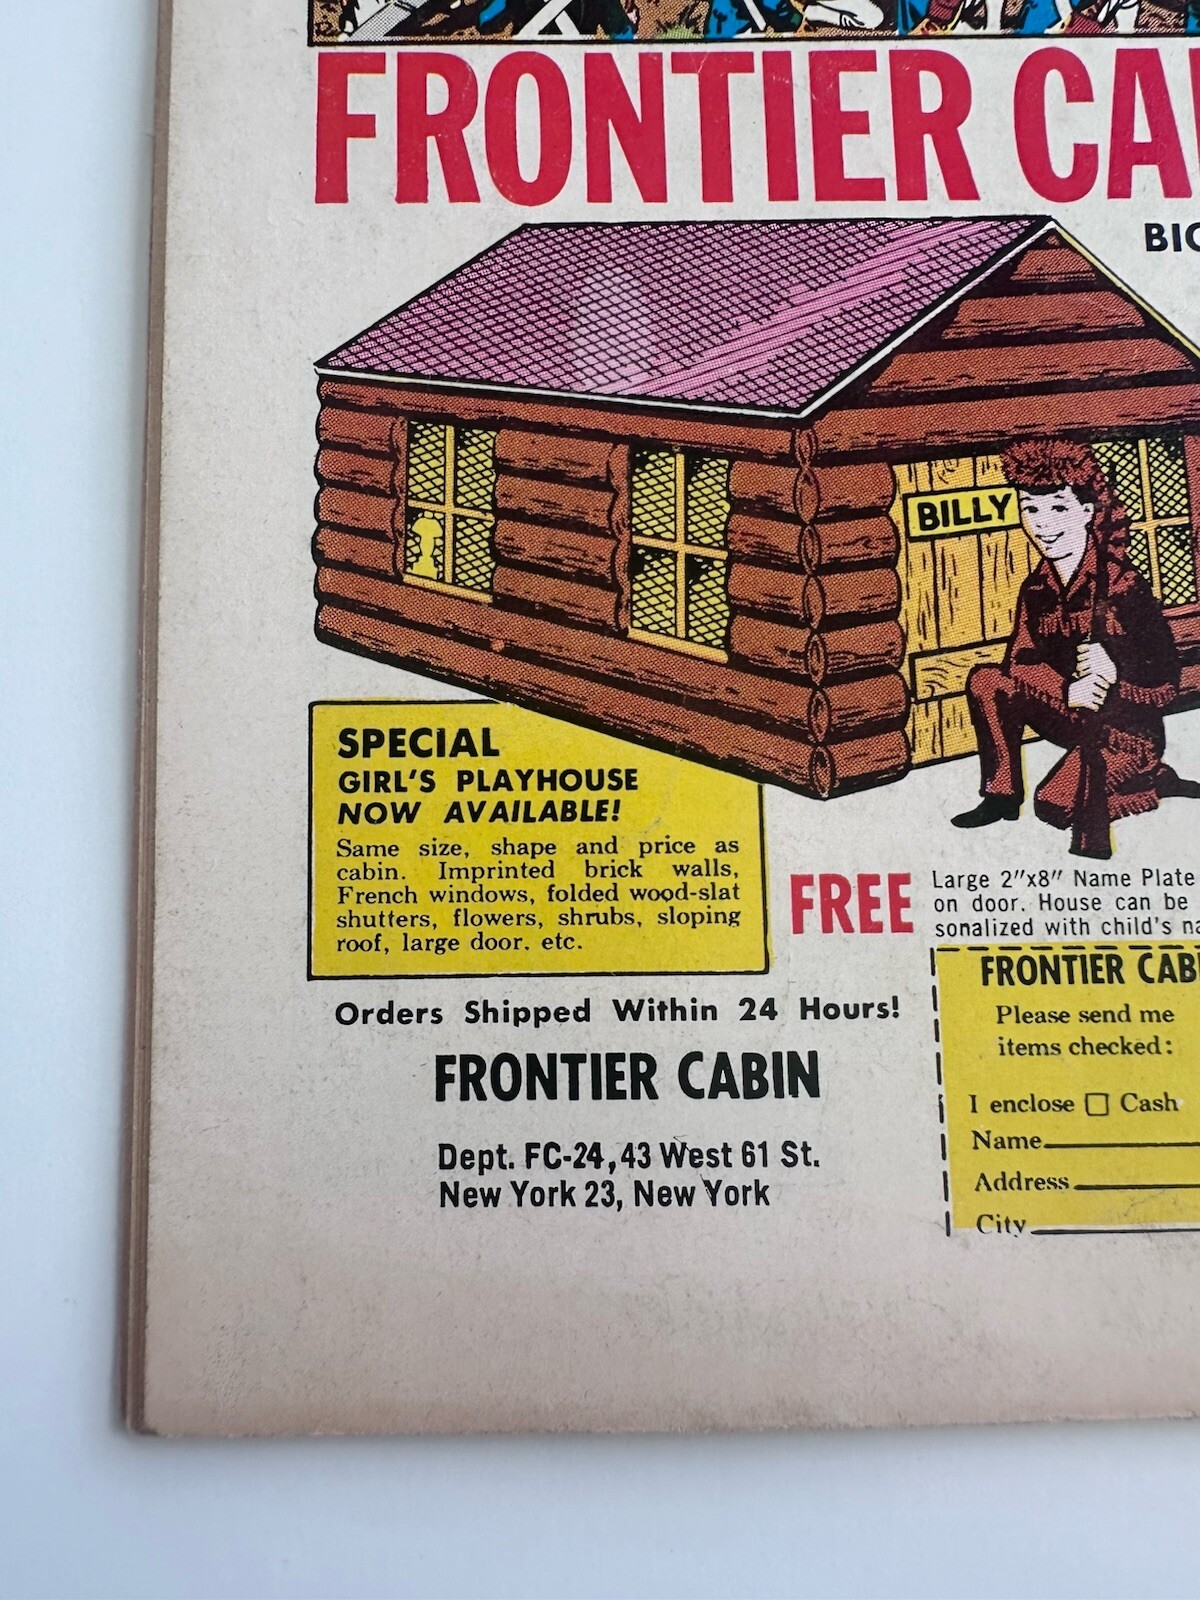 FRONTIER CA
BIG
BILLY
SPECIAL
GIRL'S PLAYHOUSE
NOW AVAILABLE!
Same size, shape and price as
cabin. Imprinted brick walls,
French windows, folded wood-slat
shutters, flowers, shrubs, sloping
roof, large door. etc.
FREE
Large 2"x8" Name Plate
on door. House can be
sonalized with child's na
Orders Shipped Within 24 Hours!
FRONTIER CABIN
Dept. FC-24, 43 West 61 St.
New York 23, New York
FRONTIER CABI
Please send me
items checked:
I enclose □ Cash
Name
Address
City